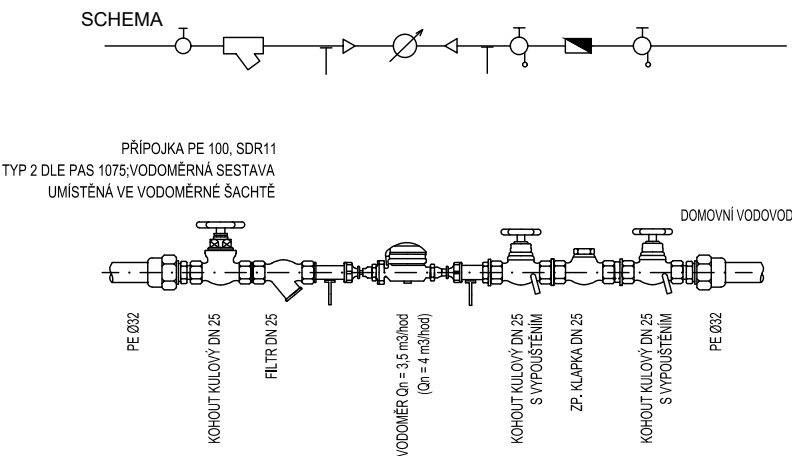 SCHEMA
PŘÍPOJKA PE 100, SDR11
TYP 2 DLE PAS 1075;VODOMĚRNÁ SESTAVA
UMÍSTĚNÁ VE VODOMĚRNÉ ŠACHTĚ
DOMOVNÍ VODOVOD
PE Ø32
KOHOUT KULOVÝ DN 25
FILTR DN 25
VODOMĚR Qn = 3,5 m3/hod
(Qn = 4 m3/hod)
KOHOUT KULOVÝ DN 25
S VYPOUŠTĚNÍM
ZP. KLAPKA DN 25
KOHOUT KULOVÝ DN 25
S VYPOUŠTĚNÍM
PE Ø32